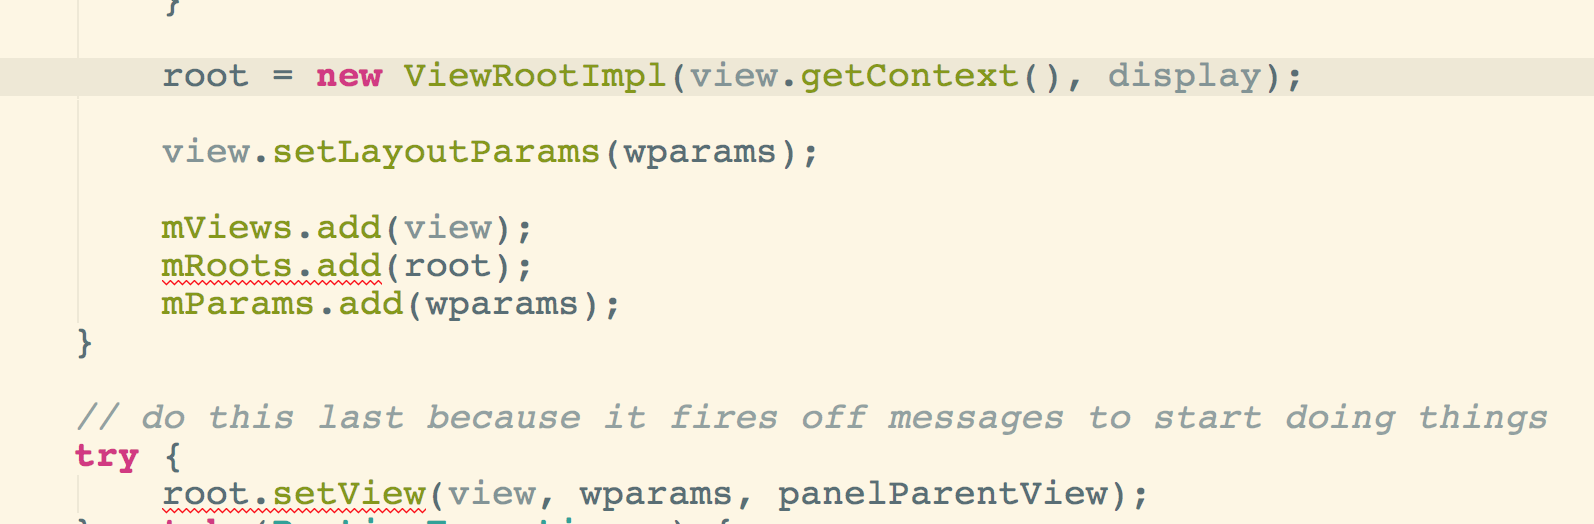 }
root = new ViewRootImpl(view.getContext(), display);
view.setLayoutParams(wparams);
mViews.add(view);
mRoots.add(root);
mParams.add(wparams);
}
// do this last because it fires off messages to start doing things
try {
root.setView(view, wparams, panelParentView);